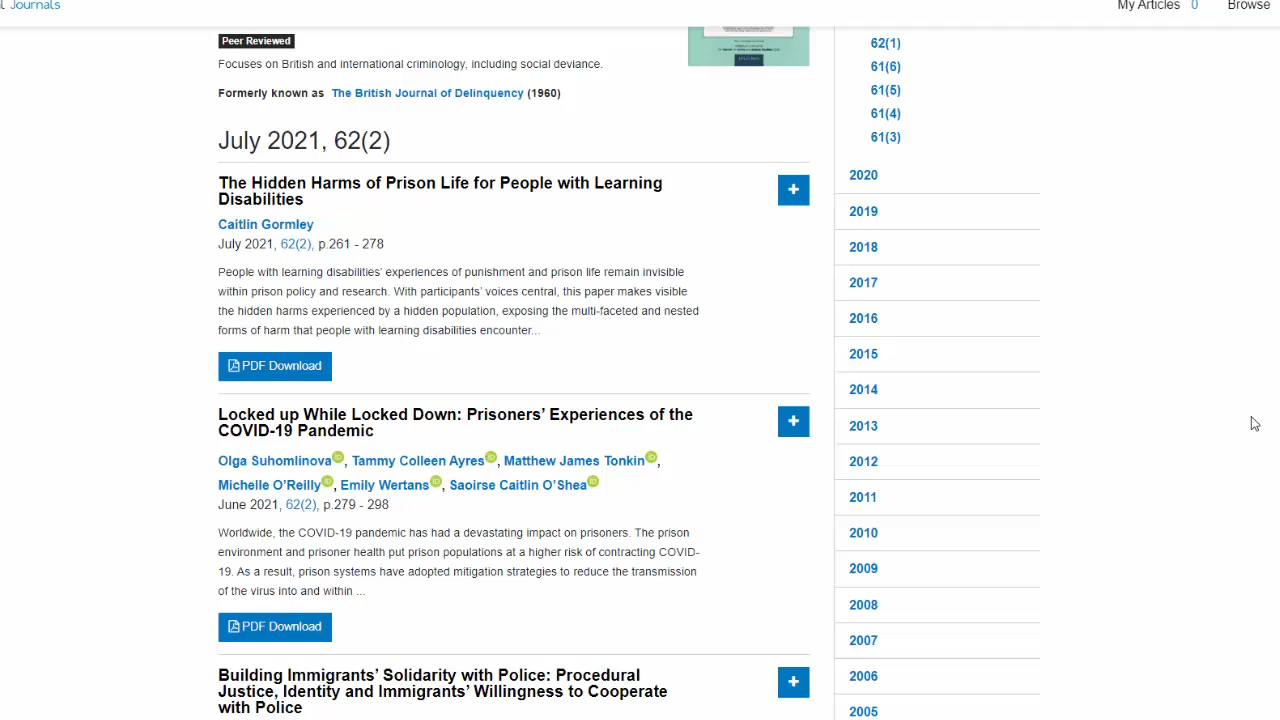 Journals
My Articles 0 Browse
Peer Reviewed
Focuses on British and international criminology, including social deviance.
Formerly known as The British Journal of Delinquency (1960)
July 2021, 62(2)
The Hidden Harms of Prison Life for People with Learning
Disabilities
Caitlin Gormley
July 2021, 62(2), p.261 - 278
People with learning disabilities’ experiences of punishment and prison life remain invisible
within prison policy and research. With participants’ voices central, this paper makes visible
the hidden harms experienced by a hidden population, exposing the multi-faceted and nested
forms of harm that people with learning disabilities encounter...
PDF Download
Locked up While Locked Down: Prisoners’ Experiences of the
COVID-19 Pandemic
Olga Suhomlinova, Tammy Colleen Ayres, Matthew James Tonkin,
Michelle O’Reilly, Emily Wertans, Saoirse Caitlin O’Shea
June 2021, 62(2), p.279 - 298
Worldwide, the COVID-19 pandemic has had a devastating impact on prisoners. The prison
environment and prisoner health put prison populations at a higher risk of contracting COVID-
19. As a result, prison systems have adopted mitigation strategies to reduce the transmission
of the virus into and within ...
PDF Download
Building Immigrants’ Solidarity with Police: Procedural
Justice, Identity and Immigrants’ Willingness to Cooperate
with Police
62(1)
61(6)
61(5)
61(4)
61(3)
2020
2019
2018
2017
2016
2015
2014
2013
2012
2011
2010
2009
2008
2007
2006
2005